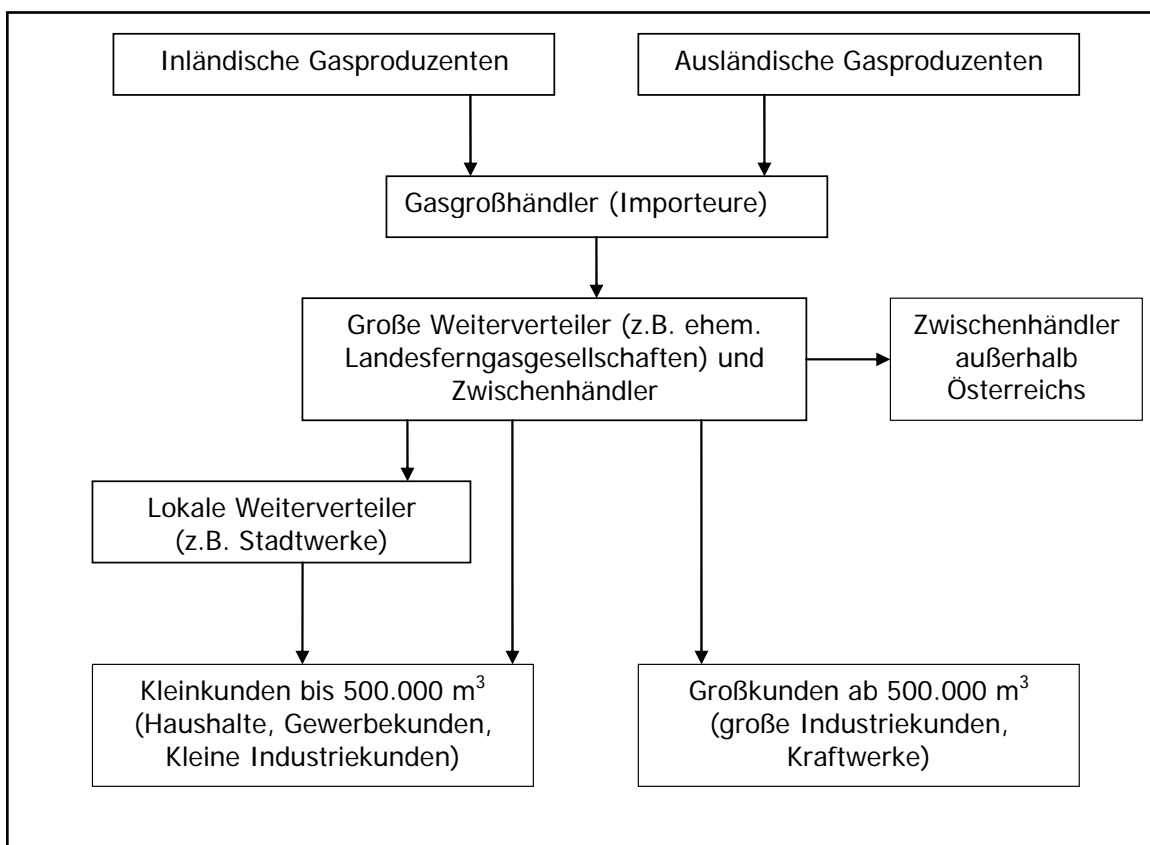 Inländische Gasproduzenten
Ausländische Gasproduzenten
Gasgroßhändler (Importeure)
Große Weiterverteiler (z.B. ehem.
Landesferngasgesellschaften) und
Zwischenhändler
Zwischenhändler
außerhalb
Österreichs
Lokale Weiterverteiler
(z.B. Stadtwerke)
Kleinkunden bis 500.000 m³
(Haushalte, Gewerbekunden,
Kleine Industriekunden)
Großkunden ab 500.000 m³
(große Industriekunden,
Kraftwerke)